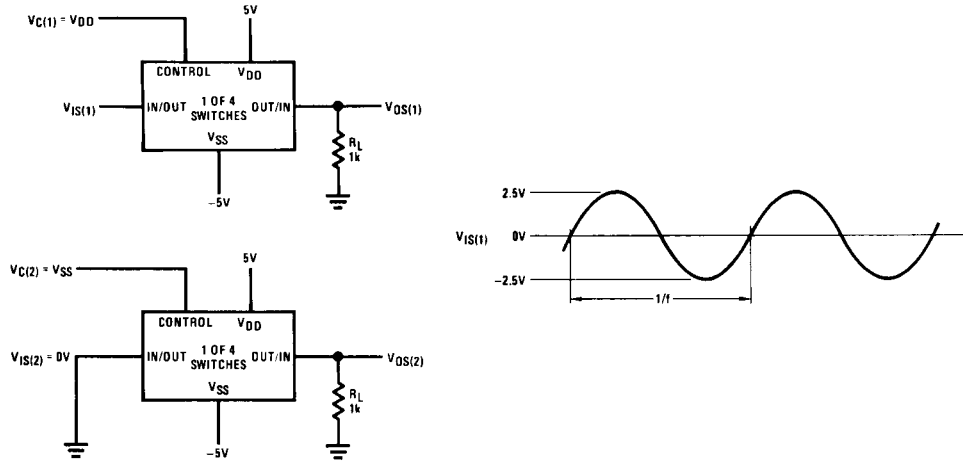 VC(1) = VDD
5V
CONTROL VDD
VIS(1)
IN/OUT 1 OF 4 OUT/IN
SWITCHES
VOS(1)
VSS
RL
1k
–5V
VC(2) = VSS
5V
CONTROL VDD
VIS(2) = 0V
IN/OUT 1 OF 4 OUT/IN
SWITCHES
VOS(2)
VSS
RL
1k
–5V
2.5V
VIS(1) 0V
–2.5V
1/f